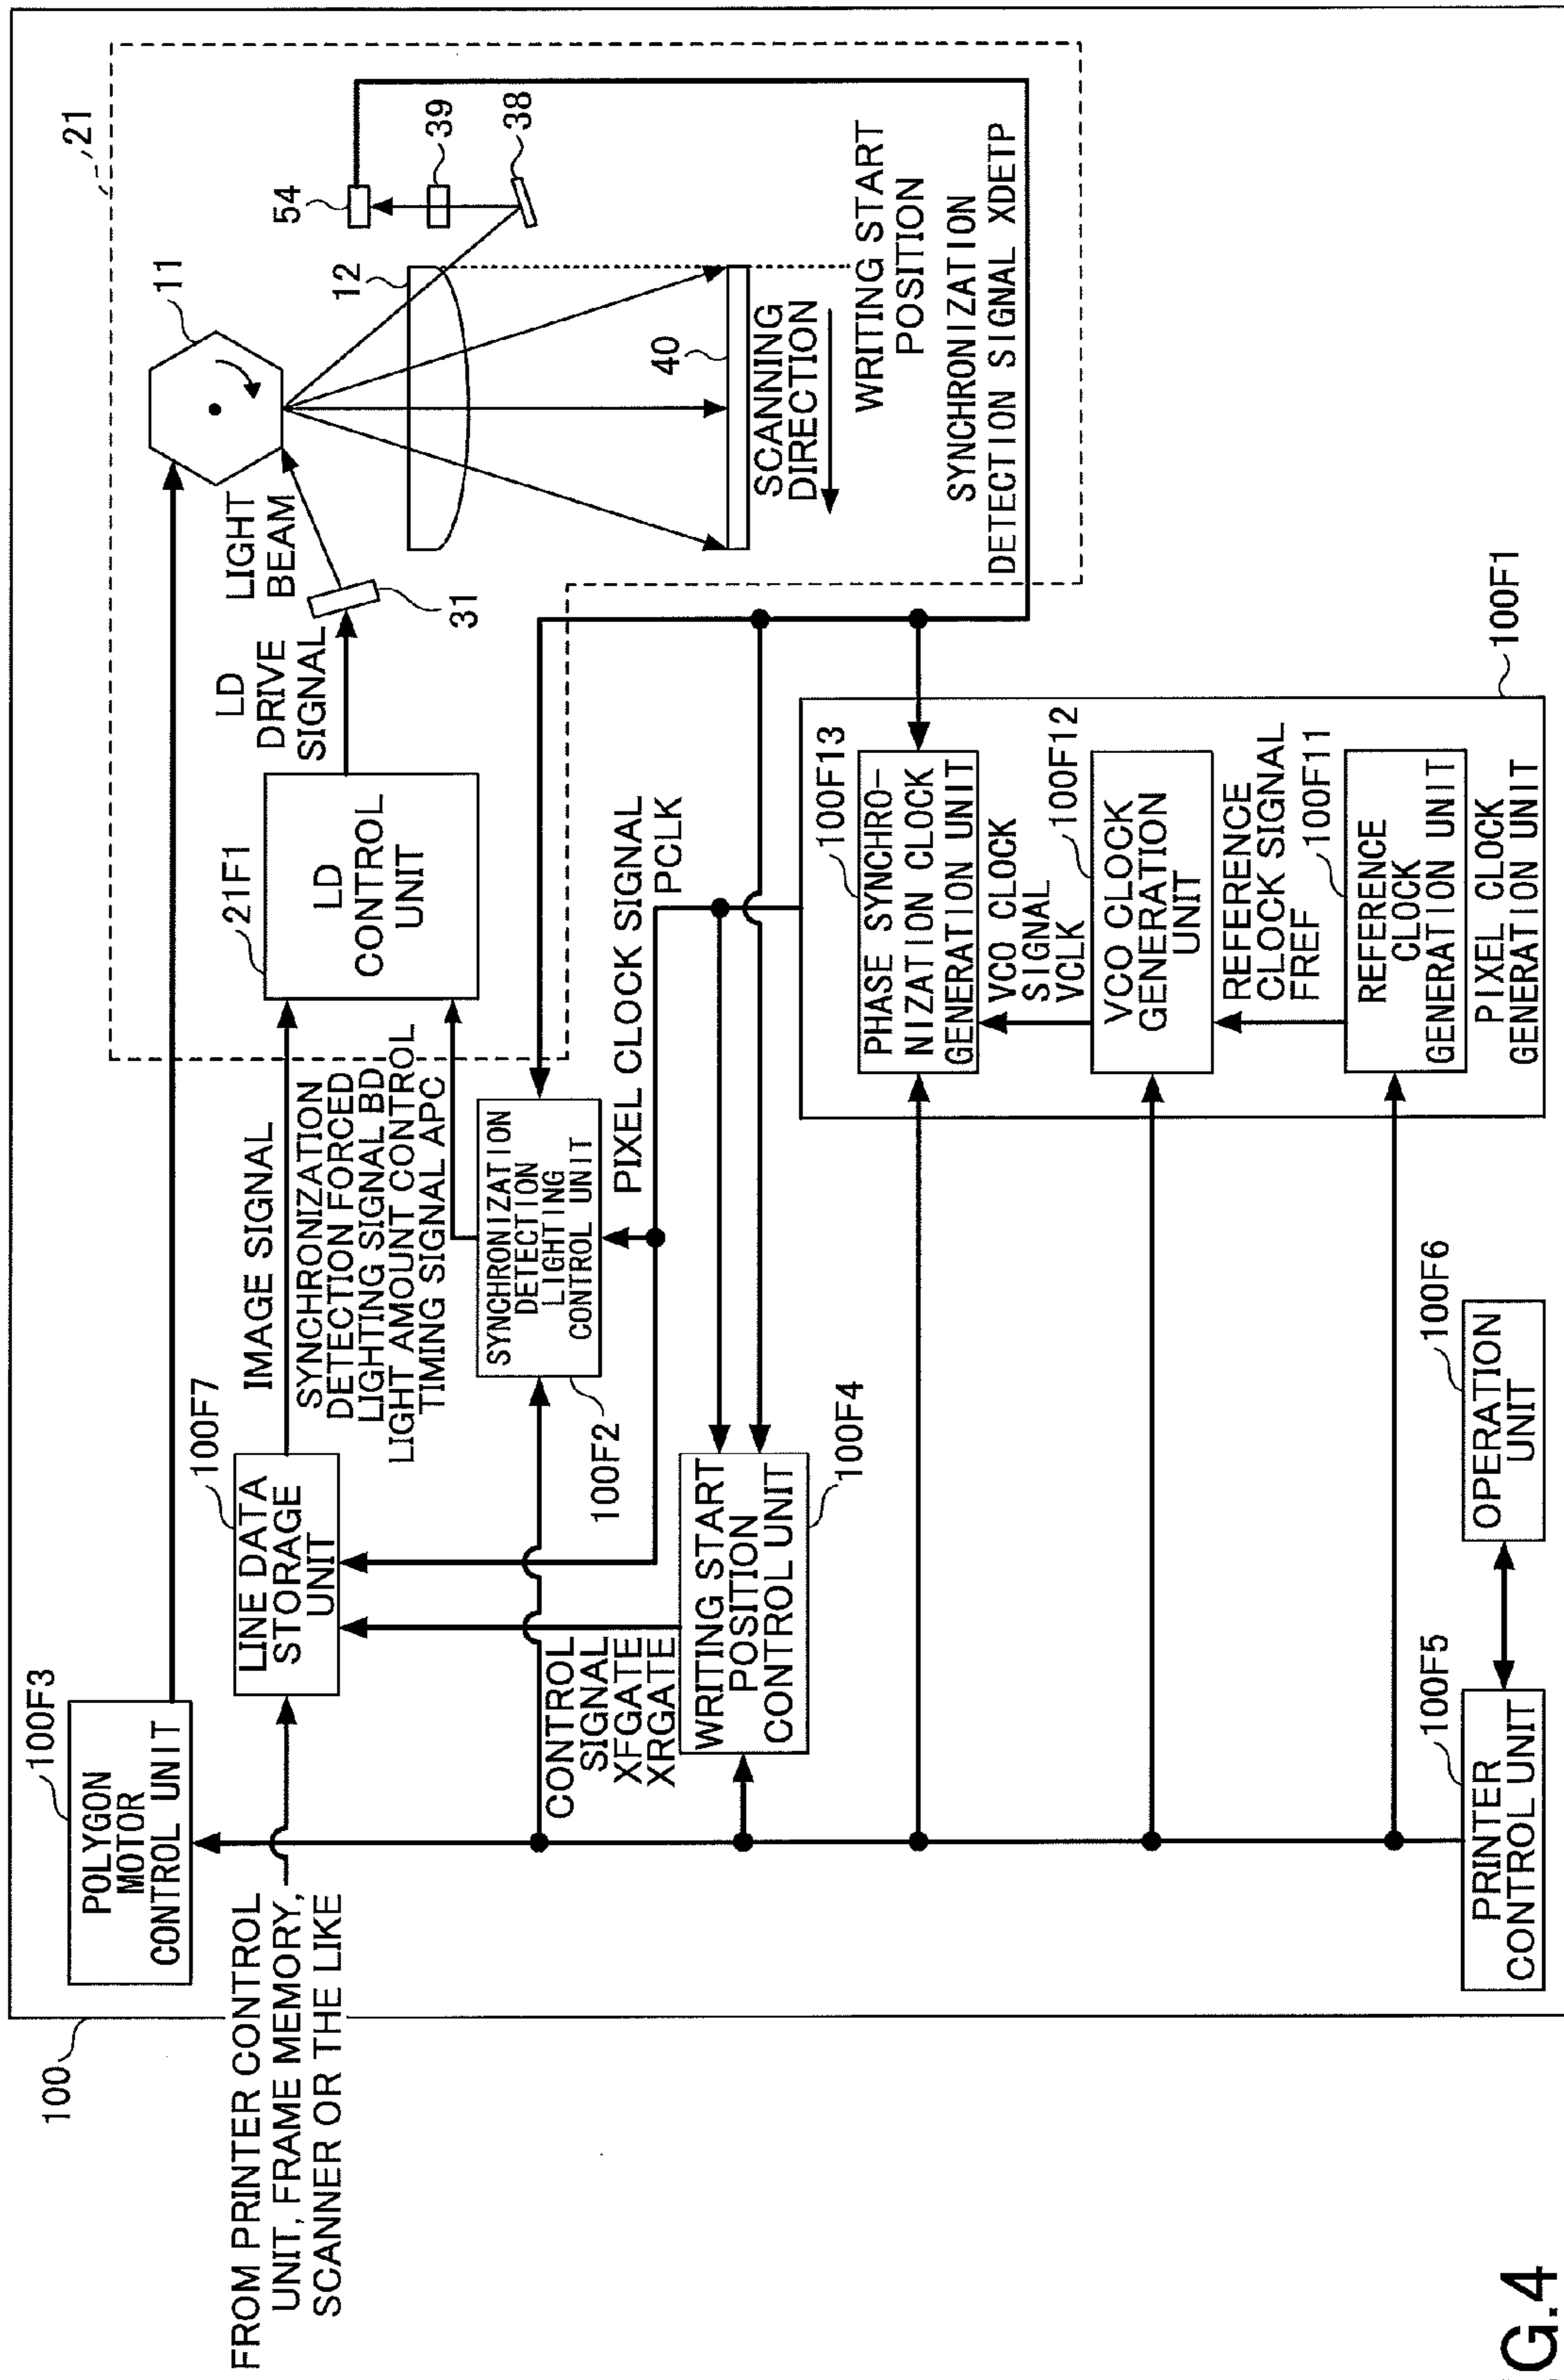 100
FROM PRINTER CONTROL
UNIT, FRAME MEMORY,
SCANNER OR THE LIKE
100F3
POLYGON
MOTOR
CONTROL UNIT
100F7
LINE DATA
STORAGE
UNIT
IMAGE SIGNAL
SYNCHRONIZATION
DETECTION FORCED
LIGHTING SIGNAL BD
LIGHT AMOUNT CONTROL
TIMING SIGNAL APC
21F1
LD
CONTROL
UNIT
LD
DRIVE
SIGNAL
31
LIGHT
BEAM
11
21
12
54
39
38
40
SCANNING
DIRECTION
WRITING START
POSITION
SYNCHRONIZATION
DETECTION SIGNAL XDETP
SYNCHRONIZATION
DETECTION
LIGHTING
CONTROL UNIT
100F2
PIXEL CLOCK SIGNAL
PCLK
CONTROL
SIGNAL
XFGATE
XRGATE
WRITING START
POSITION
CONTROL UNIT
100F4
100F13
PHASE SYNCHRO-
NIZATION CLOCK
GENERATION UNIT
VCO CLOCK
SIGNAL
VCLK
100F12
VCO CLOCK
GENERATION
UNIT
REFERENCE
CLOCK SIGNAL
FREF
100F11
REFERENCE
CLOCK
GENERATION UNIT
PIXEL CLOCK
GENERATION UNIT
100F1
100F5
PRINTER
CONTROL UNIT
100F6
OPERATION
UNIT
G.4